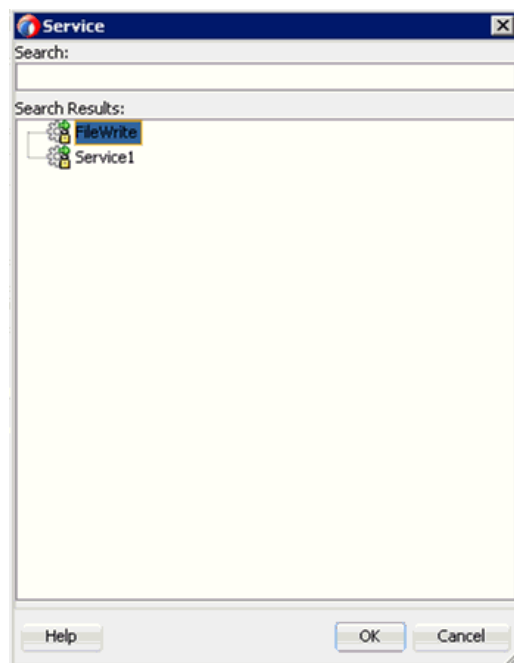 Service
Search:
Search Results:
FileWrite
Service1
Help OK Cancel